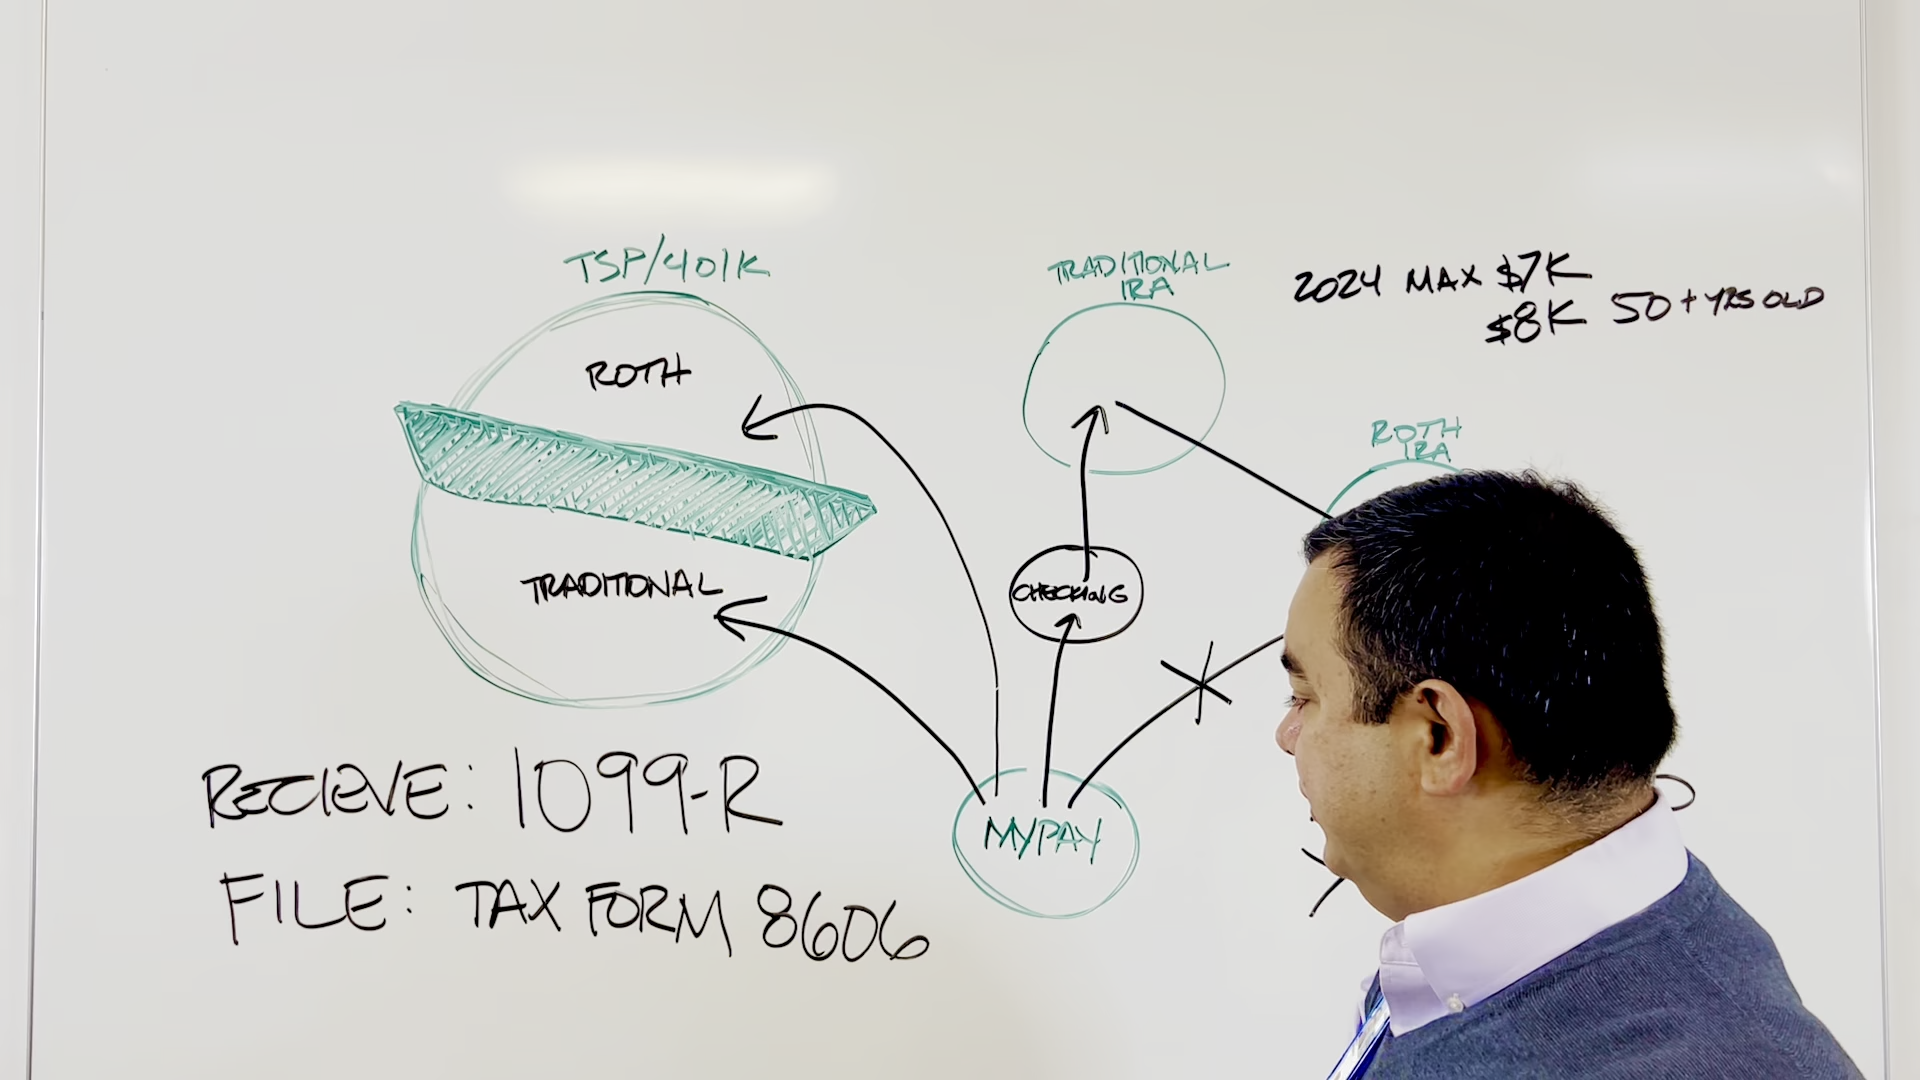 TSP/401K
ROTH
TRADITIONAL
TRADITIONAL
IRA
2024 MAX $7K
$8K 50+ YRS OLD
ROTH
IRA
CHECKING
MYPAY
RECIEVE: 1099-R
FILE: TAX FORM 8606